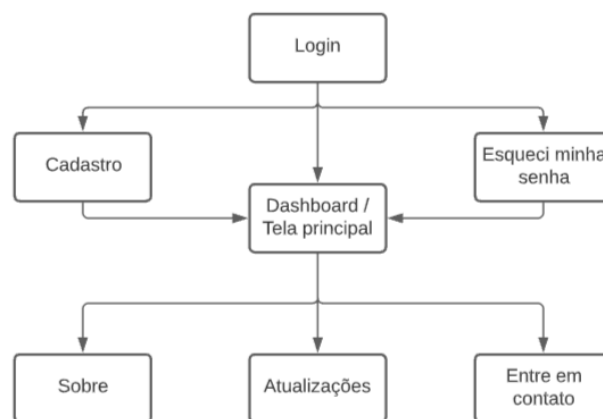 Login
Cadastro
Esqueci minha
senha
Dashboard /
Tela principal
Sobre
Atualizações
Entre em
contato